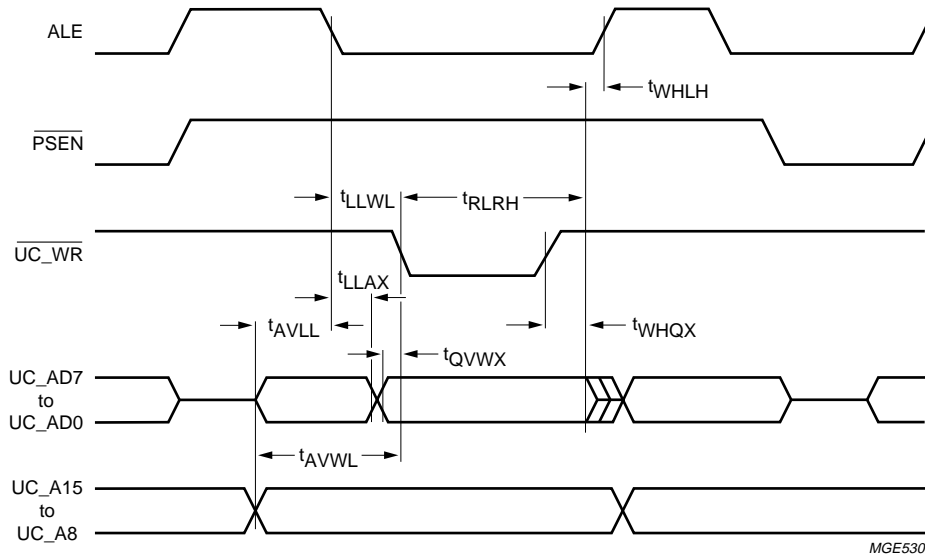 ALE
tWHLH
PSEN
tLLWL
tRLRH
UC_WR
tLLAX
tAVLL
tWHQX
tQVWX
UC_AD7
to
UC_AD0
tAVWL
UC_A15
to
UC_A8
MGE530